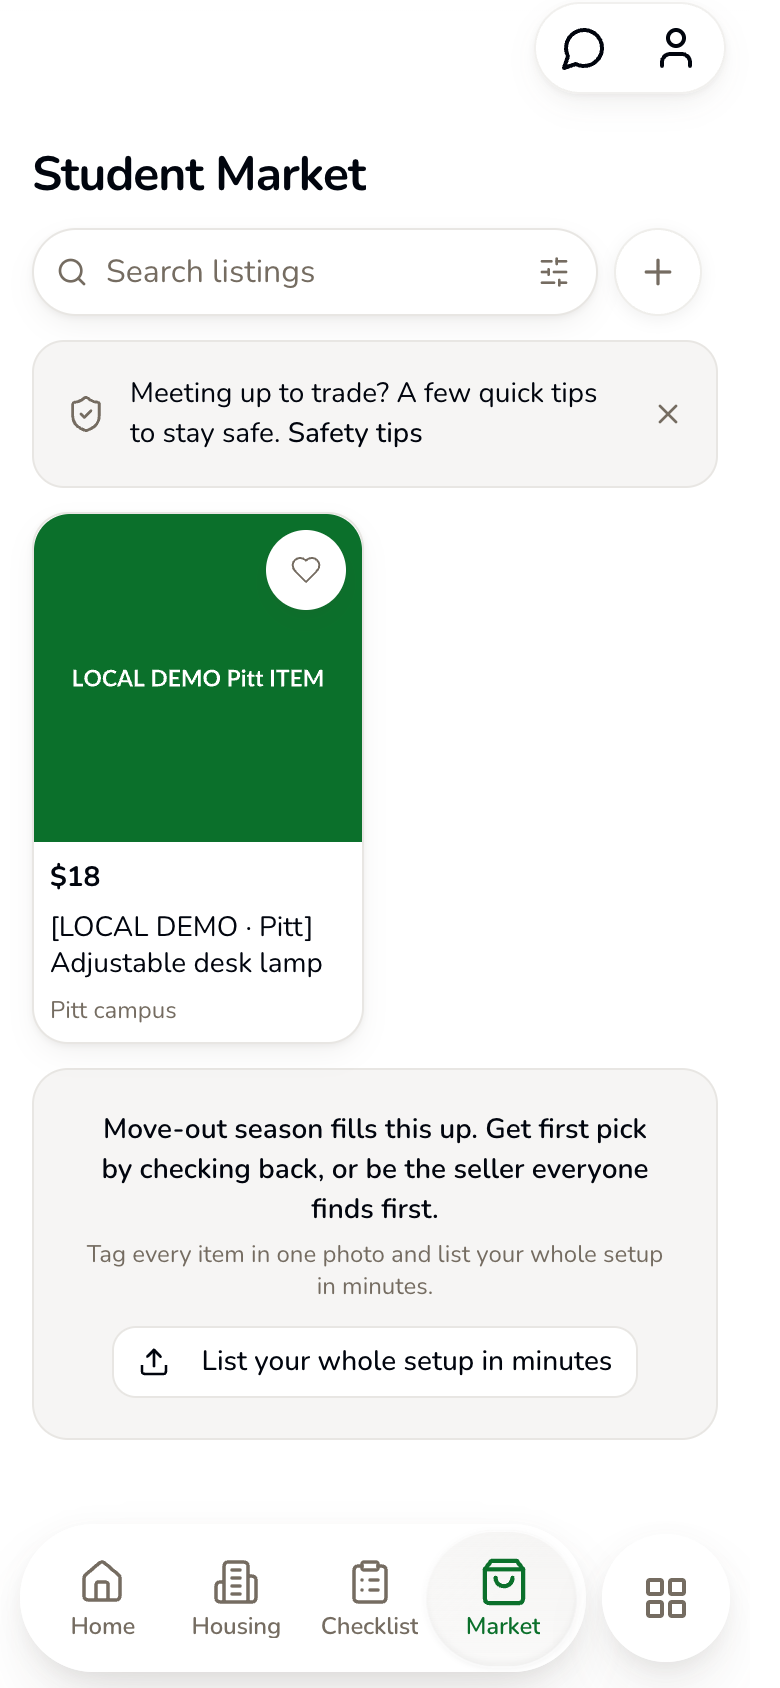 Student Market
Search listings
Meeting up to trade? A few quick tips
to stay safe. Safety tips
LOCAL DEMO Pitt ITEM
$18
[LOCAL DEMO · Pitt]
Adjustable desk lamp
Pitt campus
Move-out season fills this up. Get first pick
by checking back, or be the seller everyone
finds first.
Tag every item in one photo and list your whole setup
in minutes.
List your whole setup in minutes
Home
Housing
Checklist
Market